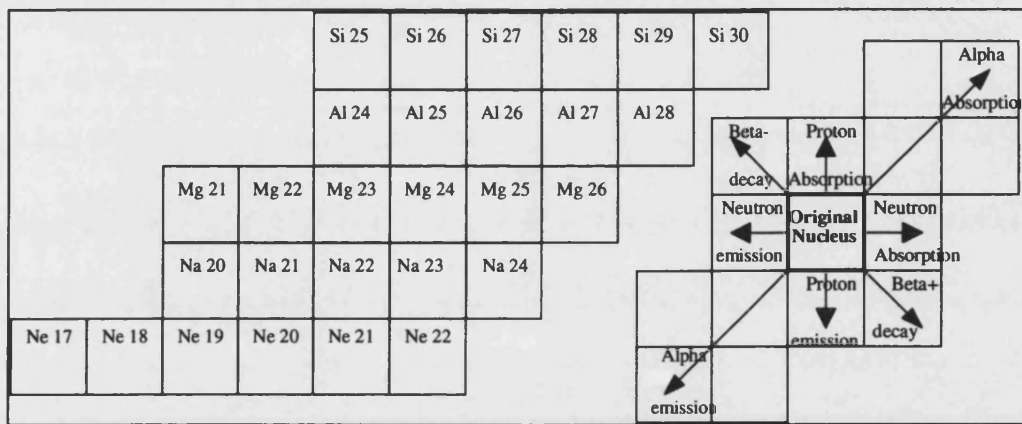 Si 25 Si 26 Si 27 Si 28 Si 29 Si 30
Al 24 Al 25 Al 26 Al 27 Al 28
Mg 21 Mg 22 Mg 23 Mg 24 Mg 25 Mg 26
Na 20 Na 21 Na 22 Na 23 Na 24
Ne 17 Ne 18 Ne 19 Ne 20 Ne 21 Ne 22
Alpha
Absorption
Beta- Proton
decay Absorption
Neutron Original Neutron
Nucleus
emission Absorption
Proton Beta+
emission decay
Alpha
emission